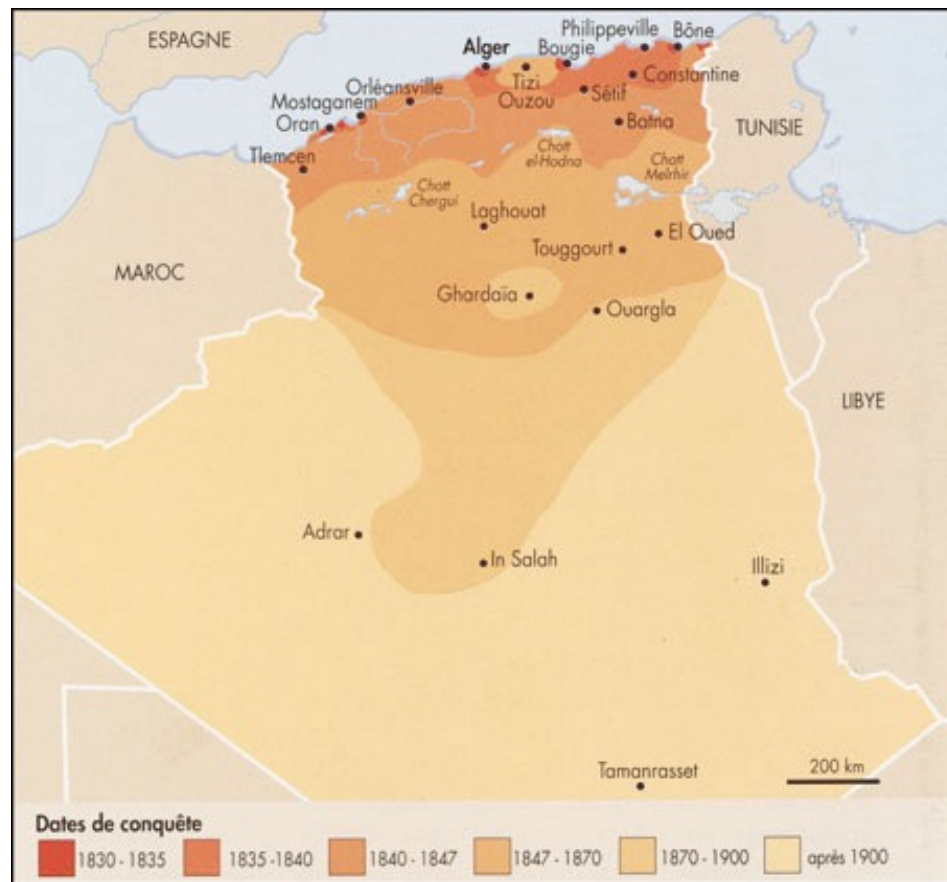 ESPAGNE
Philippeville
Bône
Alger
Bougie
Constantine
Tizi
Ouzou
Sétif
Orléansville
Mostaganem
Oran
Batna
TUNISIE
Tlemcen
Chott
el-Hodna
Chott
Melrhir
Chott
Chergui
Laghouat
El Oued
Touggourt
MAROC
Ghardaïa
Ouargla
LIBYE
Adrar
In Salah
Illizi
Tamanrasset
200 km
Dates de conquête
1830 - 1835
1835 -1840
1840 - 1847
1847 - 1870
1870 - 1900
après 1900